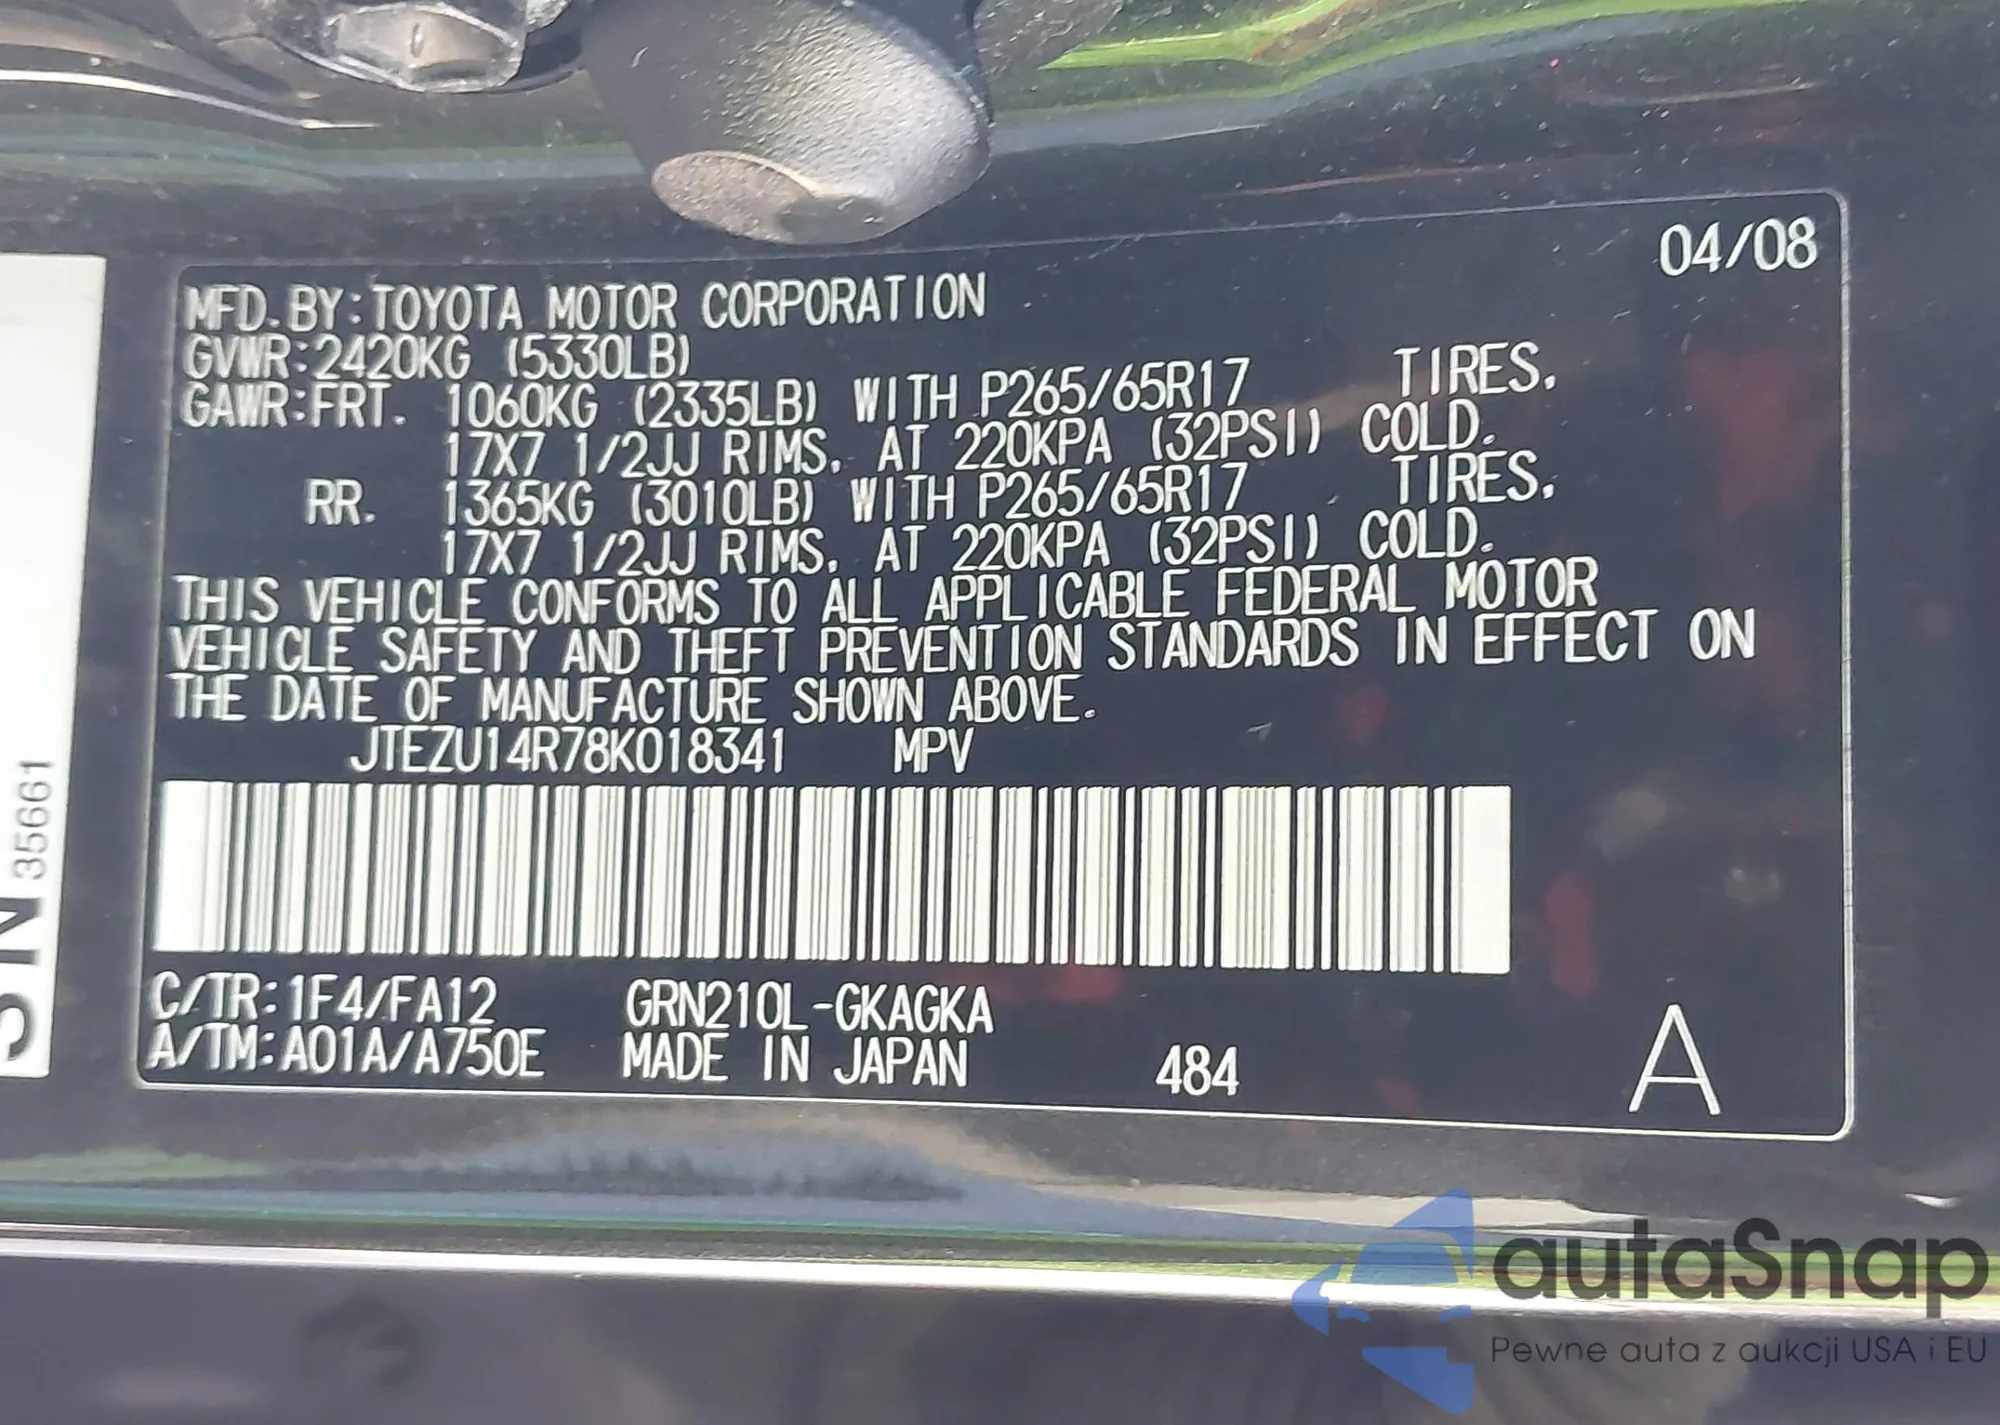 04/08
MFD.BY:TOYOTA MOTOR CORPORATION
GVWR:2420KG (5330LB)
GAWR:FRT. 1060KG (2335LB) WITH P265/65R17 TIRES.
17X7 1/2JJ RIMS. AT 220KPA (32PSI) COLD.
RR. 1365KG (3010LB) WITH P265/65R17 TIRES.
17X7 1/2JJ RIMS. AT 220KPA (32PSI) COLD.
THIS VEHICLE CONFORMS TO ALL APPLICABLE FEDERAL MOTOR
VEHICLE SAFETY AND THEFT PREVENTION STANDARDS IN EFFECT ON
THE DATE OF MANUFACTURE SHOWN ABOVE.
JTEZU14R78K018341 MPV
C/TR:1F4/FA12 GRN210L-GKAGKA
A/TM:A01A/A750E MADE IN JAPAN 484 A
35661
autaSnap
Pewne auta z aukcji USA i EU